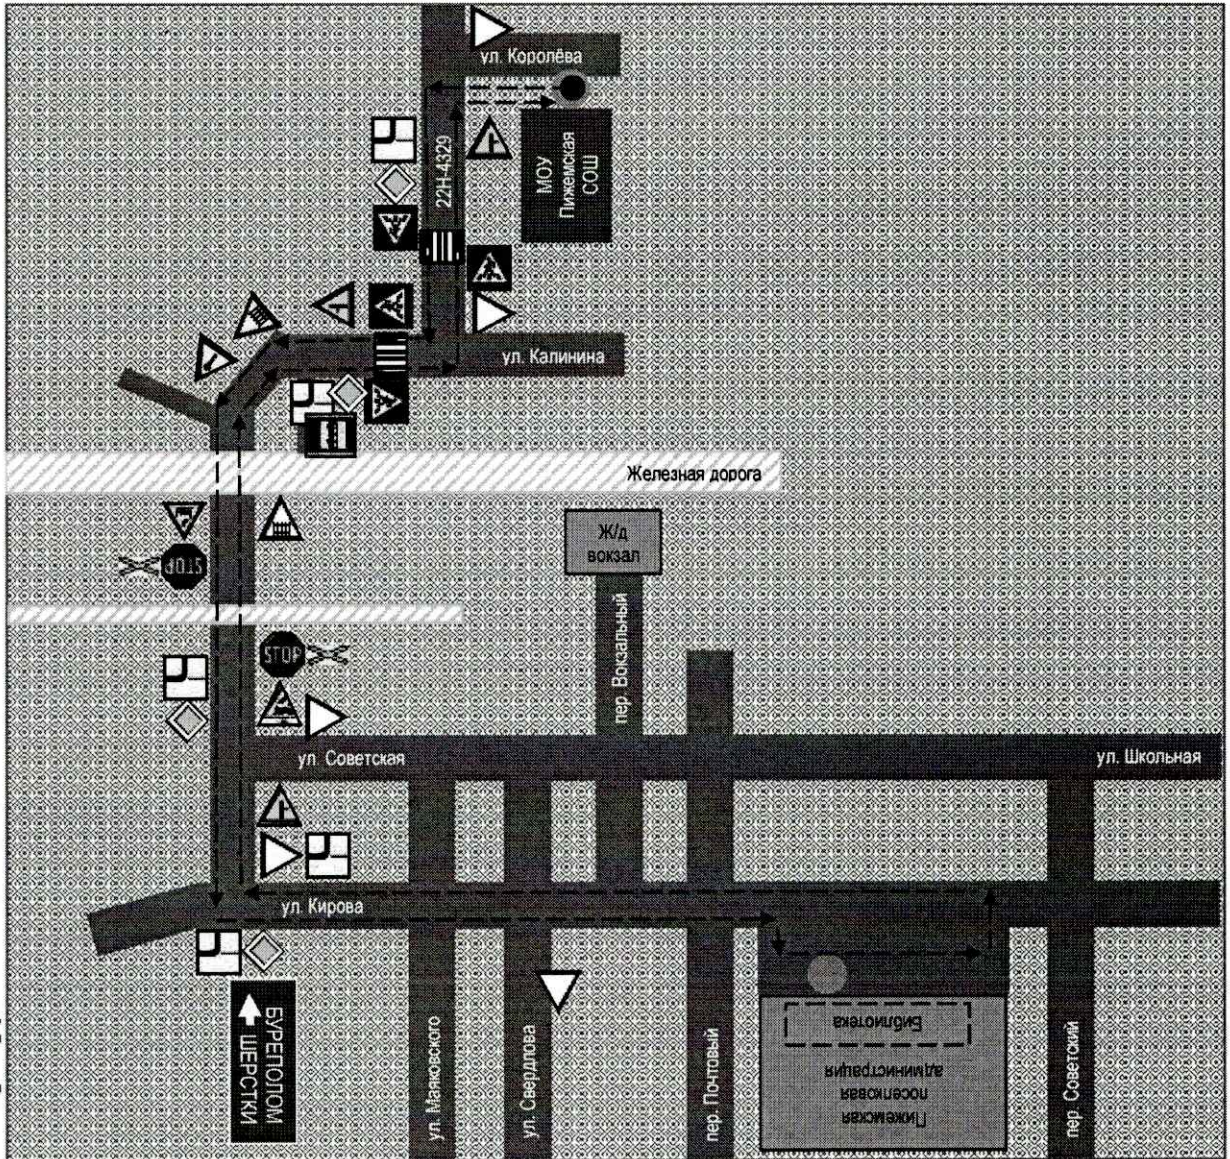 ул. Королёва
22Н-4329
МОУ
Пижемская
СОШ
ул. Калинина
Железная дорога
Ж/д
вокзал
STOP
STOP
пер. Вокзальный
ул. Советская
ул. Школьная
ул. Кирова
БУРЕПОЛОМ
ШЕРСТКИ
ул. Маяковского
ул. Свердлова
пер. Почтовый
Библиотека
Пижемская
поселковая
администрация
пер. Советский